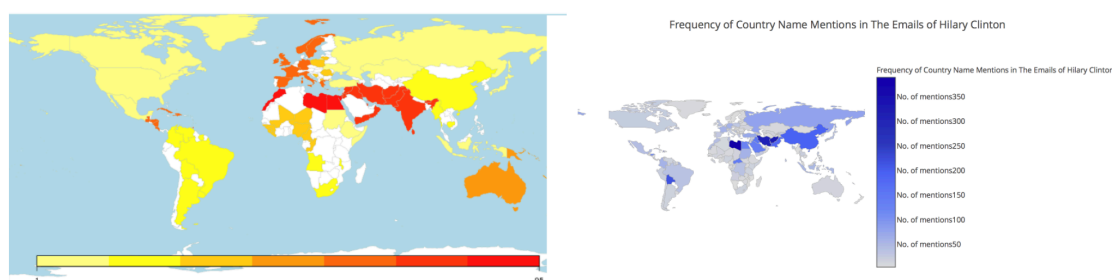 Frequency of Country Name Mentions in The Emails of Hilary Clinton
Frequency of Country Name Mentions in The Emails of Hilary Clinton
No. of mentions350
No. of mentions300
No. of mentions250
No. of mentions200
No. of mentions150
No. of mentions100
No. of mentions50